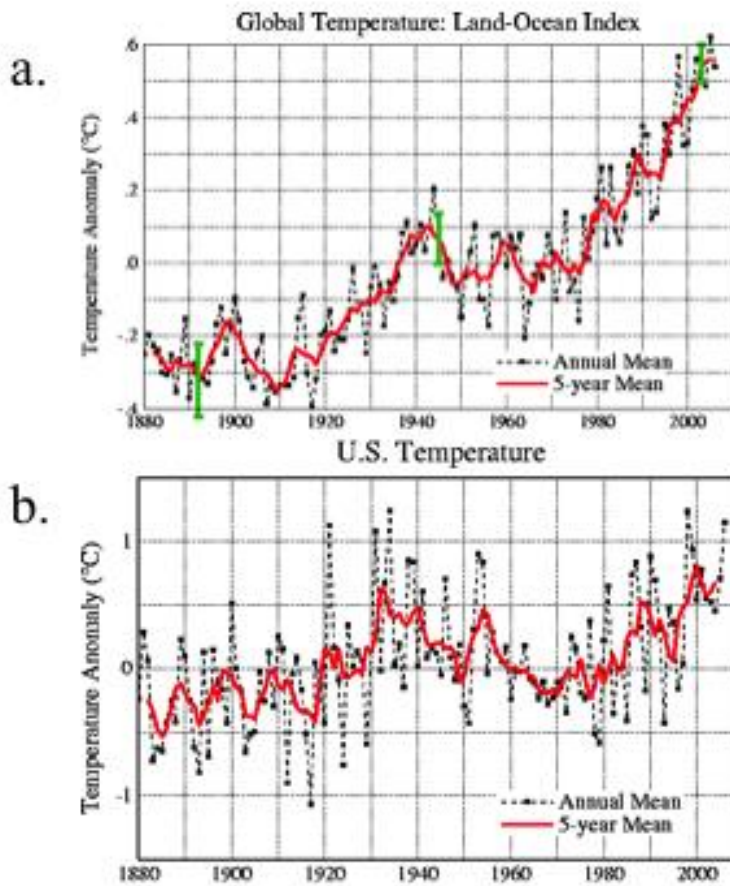 Global Temperature: Land-Ocean Index
a.
Temperature Anomaly (°C)
.6
.4
.2
.0
-.2
-.4
Annual Mean
5-year Mean
1880 1900 1920 1940 1960 1980 2000
U.S. Temperature
b.
Temperature Anomaly (°C)
1
0
-1
Annual Mean
5-year Mean
1880 1900 1920 1940 1960 1980 2000